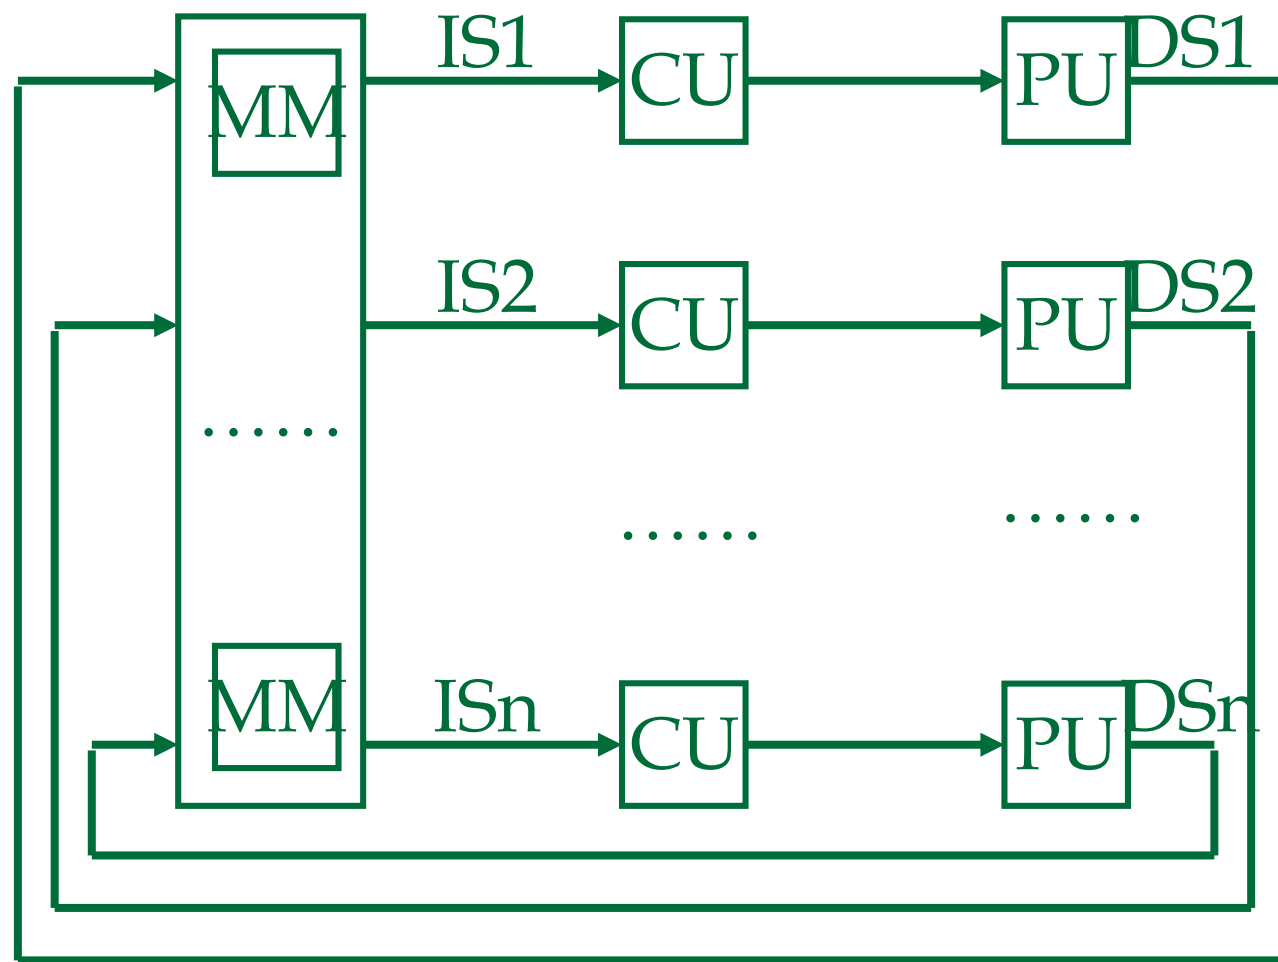 IS1 CU PU DS1
MM
IS2 CU PU DS2
......
......
......
MM ISn CU PU DSn